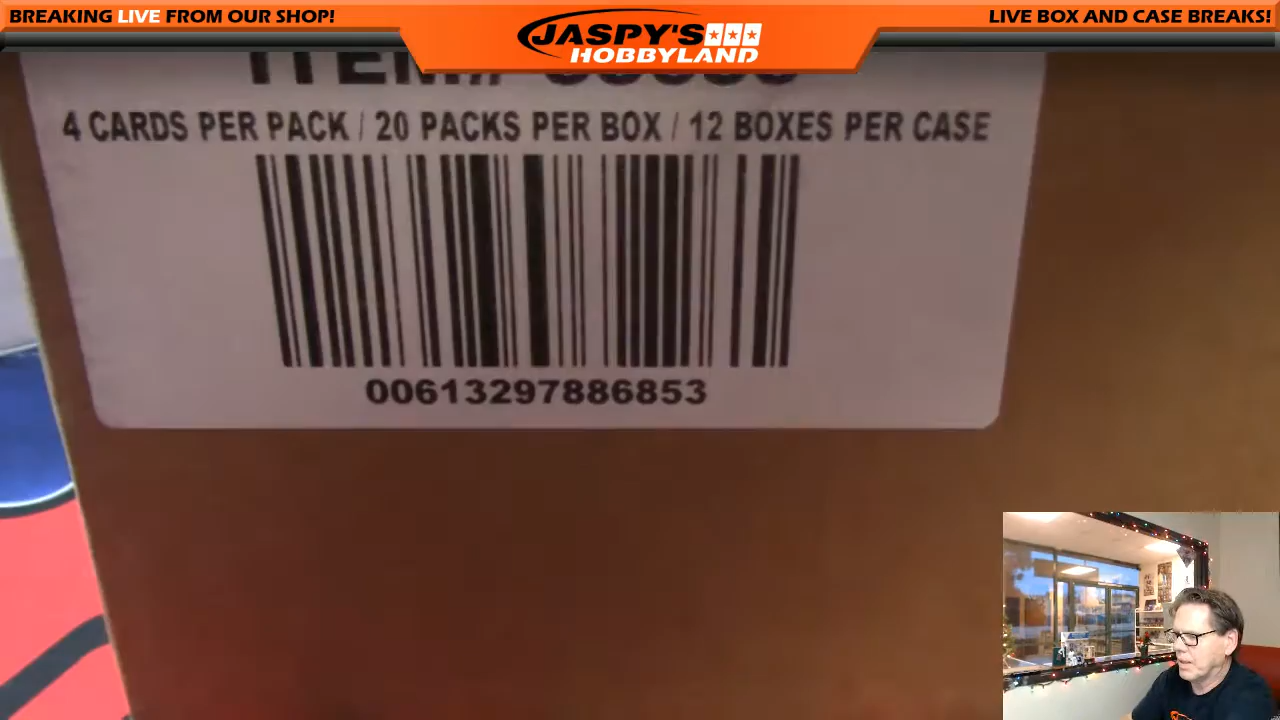 BREAKING LIVE FROM OUR SHOP!
JASPY'S
HOBBYLAND
LIVE BOX AND CASE BREAKS!
ITEM#
4 CARDS PER PACK / 20 PACKS PER BOX / 12 BOXES PER CASE
00613297886853